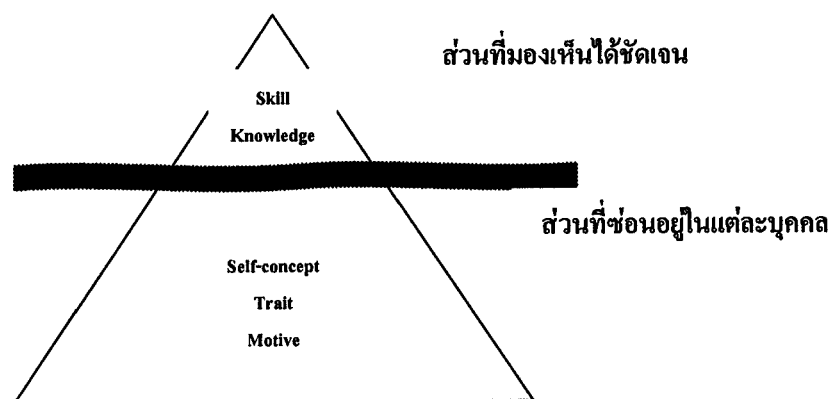 ส่วนที่มองเห็นได้ชัดเจน
Skill
Knowledge
ส่วนที่ซ่อนอยู่ในแต่ละบุคคล
Self-concept
Trait
Motive